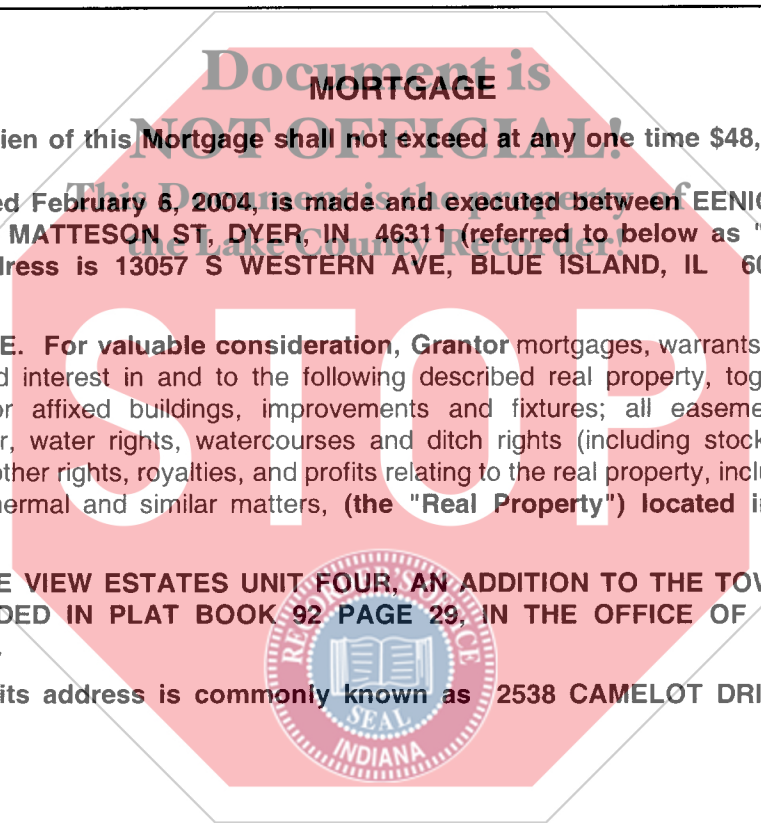 Document is
MORTGAGE
NOT OFFICIAL!
ien of this Mortgage shall not exceed at any one time $48,
This Document is the property of
ed February 6, 2004, is made and executed between EENIC
MATTESON ST, DYER, IN 46311 (referred to below as "
the Lake County Recorder!
dress is 13057 S WESTERN AVE, BLUE ISLAND, IL 60
STOP
E. For valuable consideration, Grantor mortgages, warrants
d interest in and to the following described real property, tog
or affixed buildings, improvements and fixtures; all easeme
r, water rights, watercourses and ditch rights (including stock
other rights, royalties, and profits relating to the real property, inclu
hermal and similar matters, (the "Real Property") located i
E VIEW ESTATES UNIT FOUR, AN ADDITION TO THE TOV
DED IN PLAT BOOK 92 PAGE 29, IN THE OFFICE OF
its address is commonly known as 2538 CAMELOT DRI
RECORDER'S OFFICE
SEAL
INDIANA